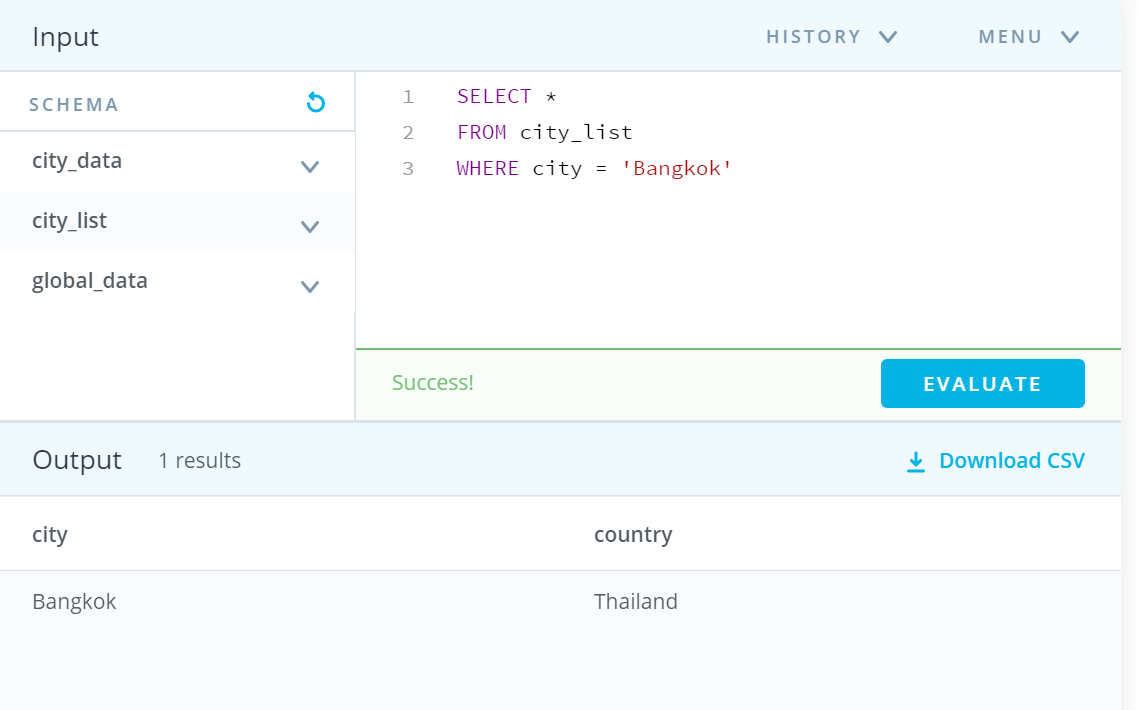 Input
HISTORY
MENU
SCHEMA
city_data
city_list
global_data
1 SELECT *
2 FROM city_list
3 WHERE city = 'Bangkok'
Success!
EVALUATE
Output 1 results
Download CSV
city country
Bangkok Thailand